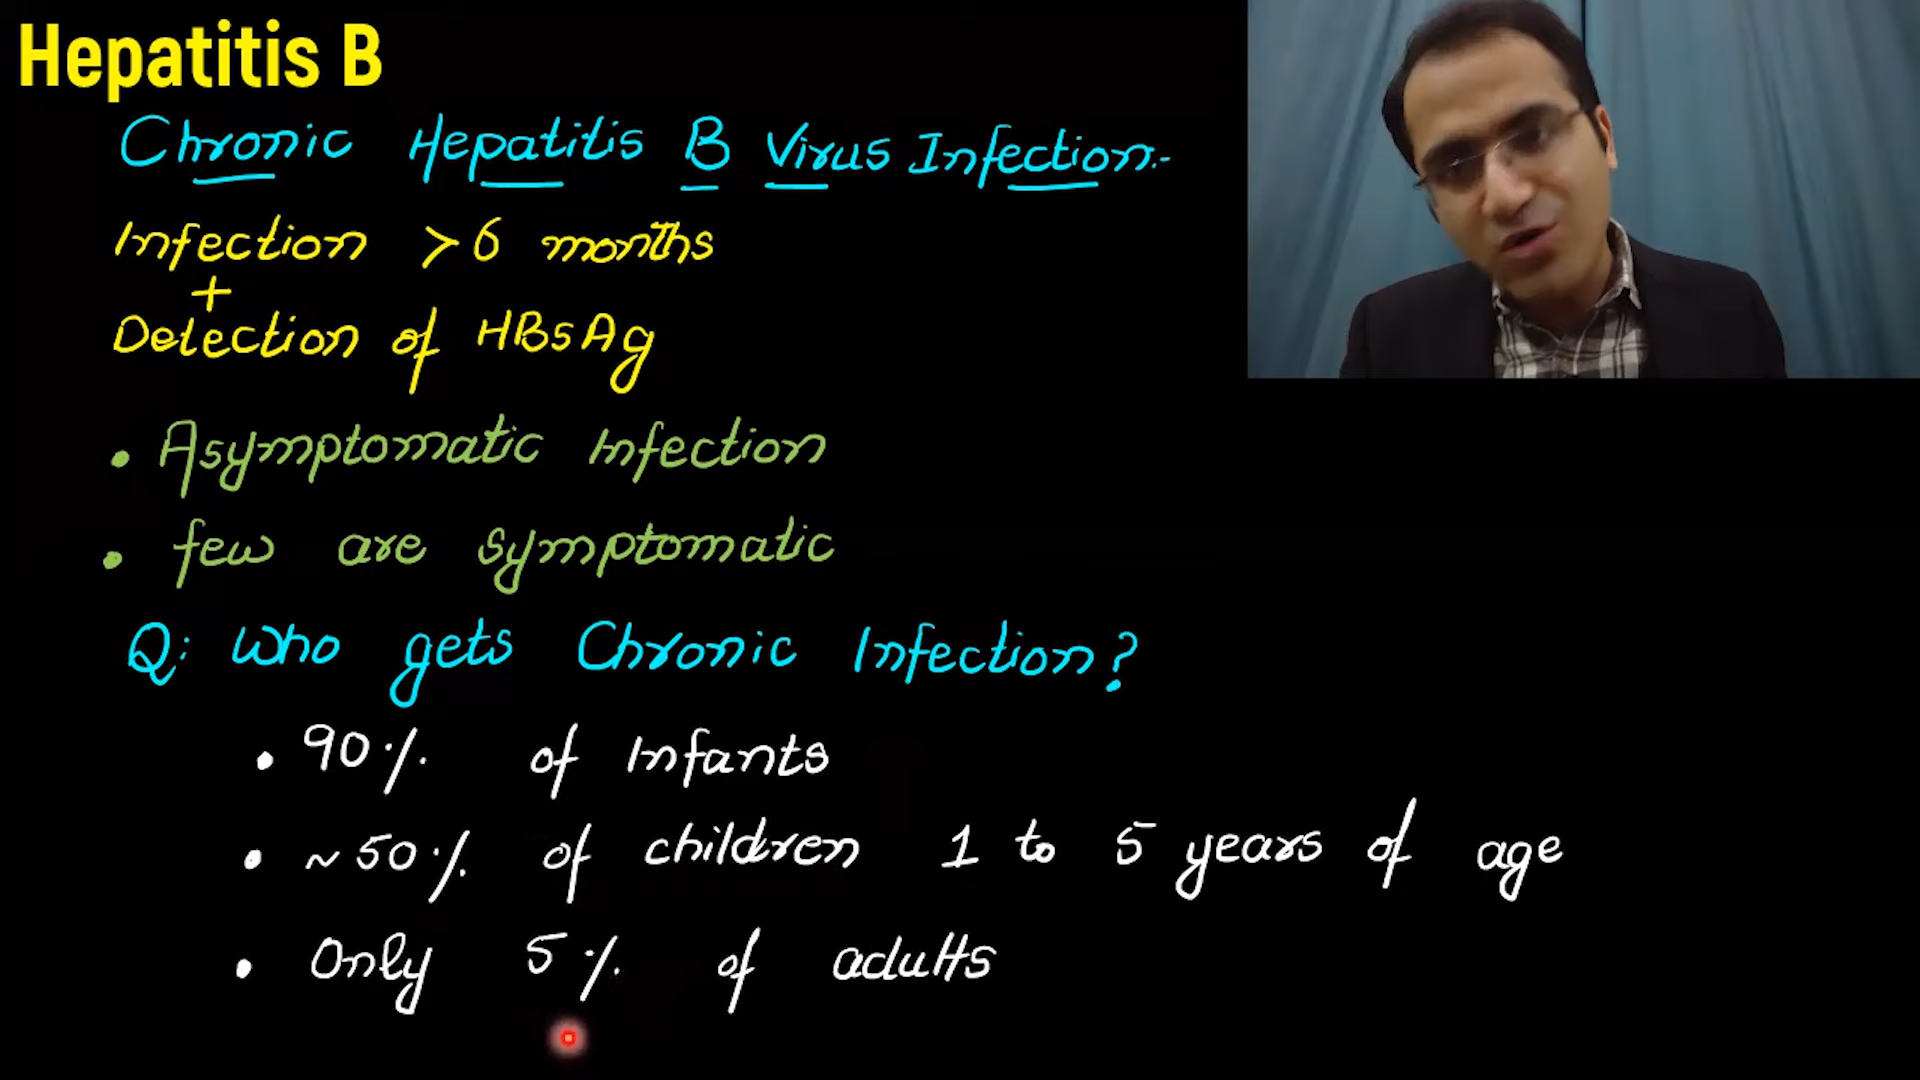 Hepatitis B
Chronic Hepatitis B Virus Infection:-
Infection > 6 months
+
Detection of HBsAg
• Asymptomatic Infection
• few are symptomatic
Q: Who gets Chronic Infection?
• 90% of Infants
• ~50% of children 1 to 5 years of age
• Only 5% of adults